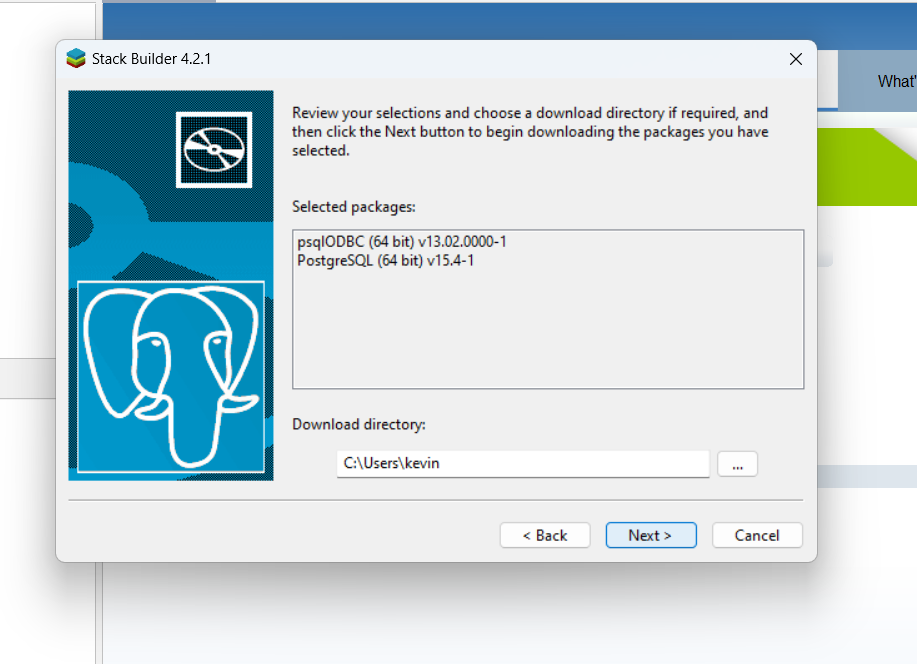 Stack Builder 4.2.1
What'
Review your selections and choose a download directory if required, and
then click the Next button to begin downloading the packages you have
selected.
Selected packages:
psqlODBC (64 bit) v13.02.0000-1
PostgreSQL (64 bit) v15.4-1
Download directory:
C:\Users\kevin
...
< Back
Next >
Cancel